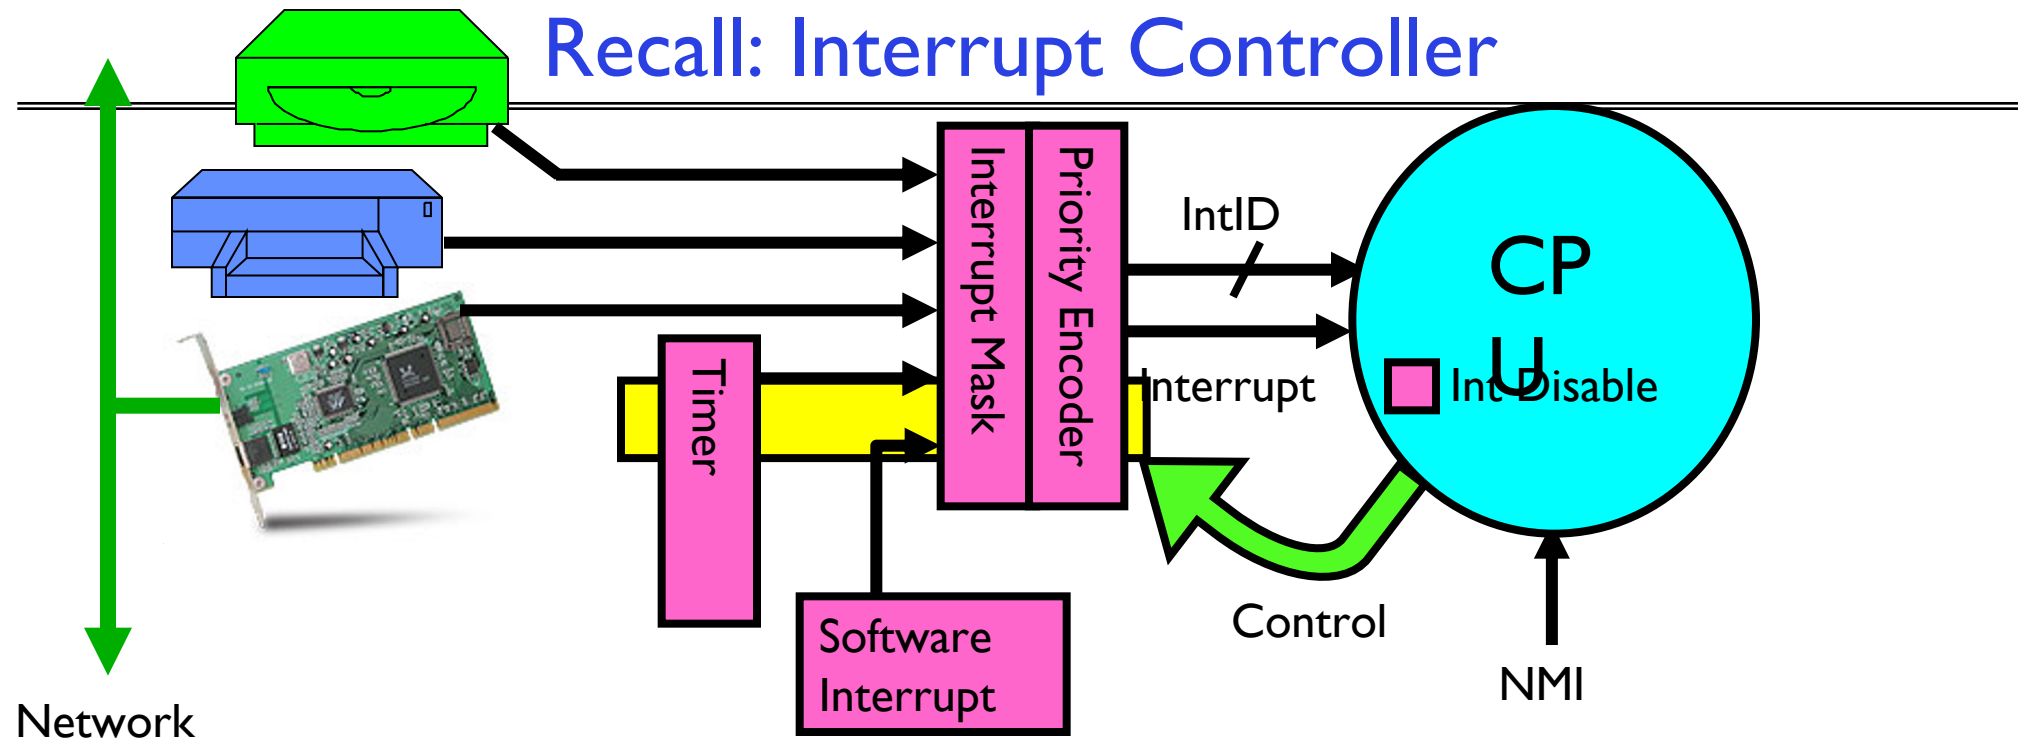 Recall: Interrupt Controller
Interrupt Mask
Priority Encoder
IntID
CP
U
Interrupt
Int Disable
Timer
Software
Interrupt
Control
NMI
Network